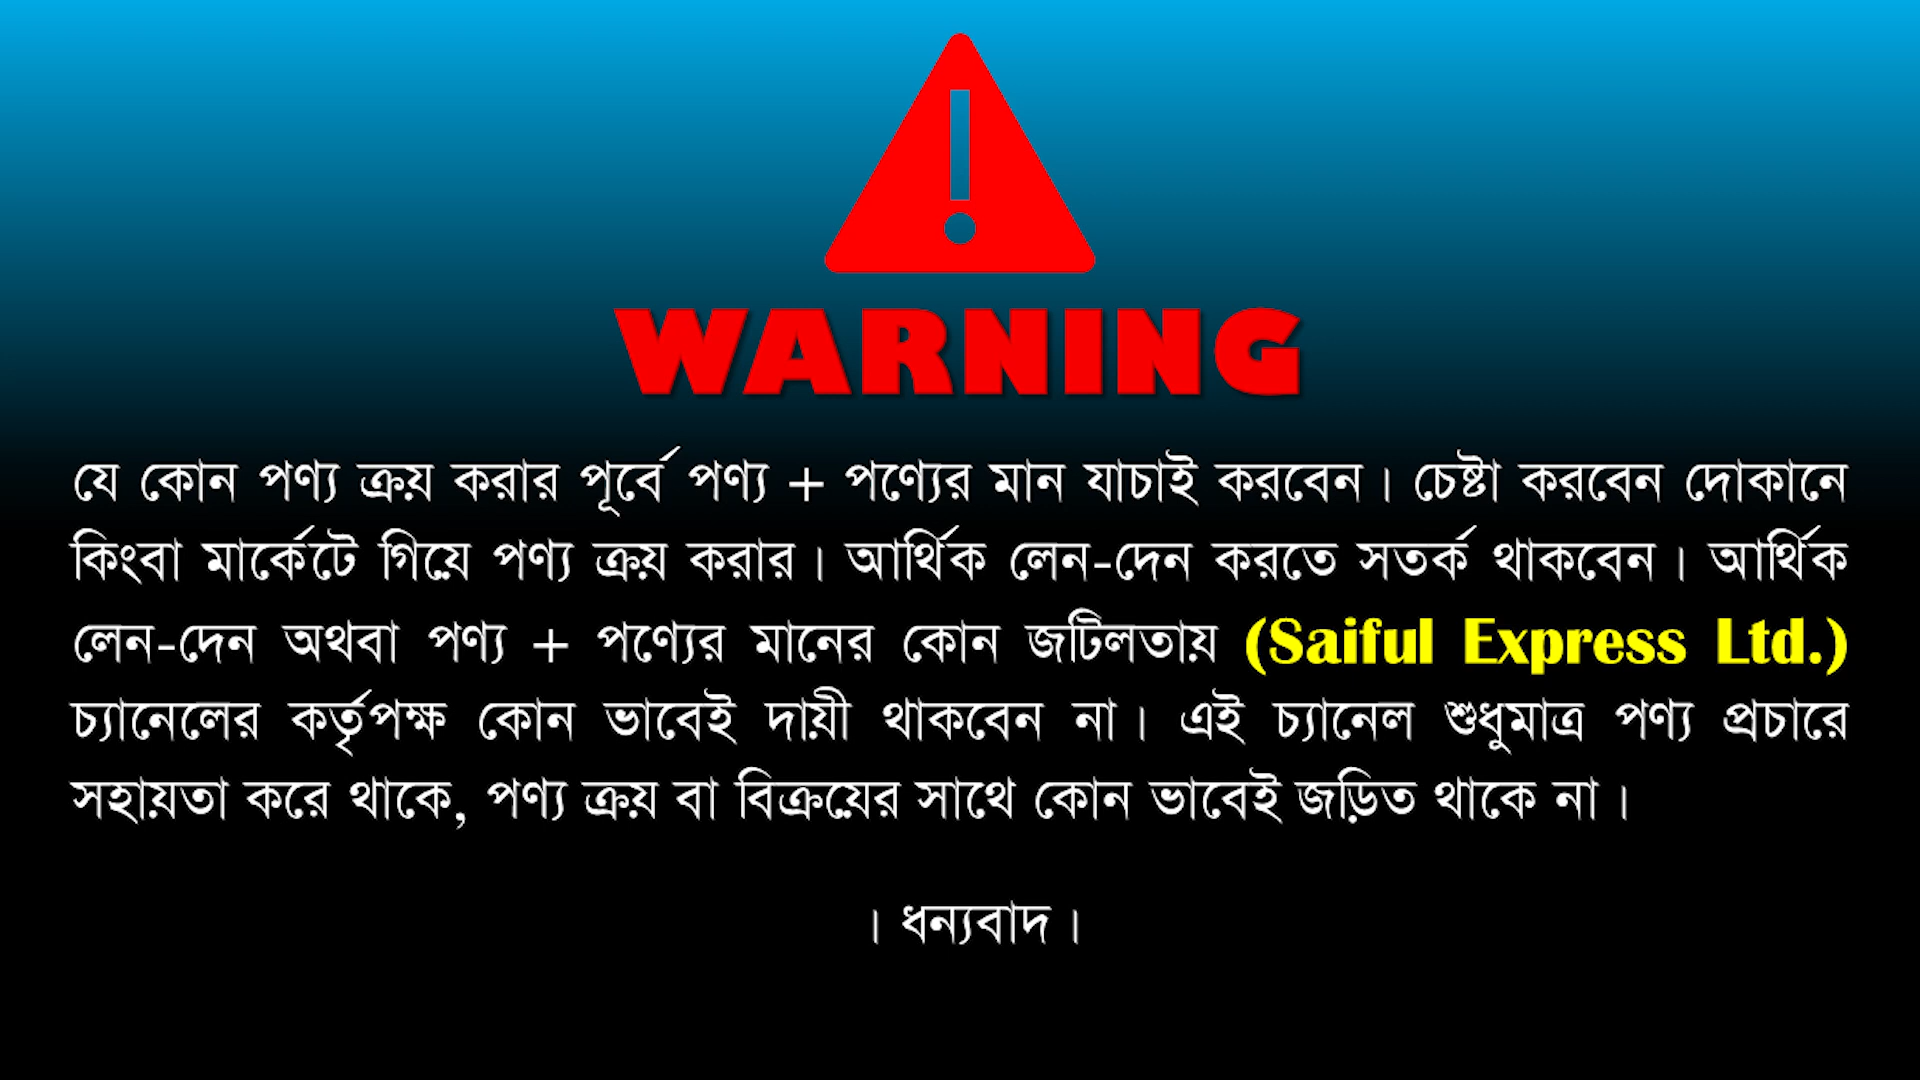 WARNING
যে কোন পণ্য ক্রয় করার পূর্বে পণ্য + পণ্যের মান যাচাই করবেন। চেষ্টা করবেন দোকানে
কিংবা মার্কেটে গিয়ে পণ্য ক্রয় করার। আর্থিক লেন-দেন করতে সতর্ক থাকবেন। আর্থিক
লেন-দেন অথবা পণ্য + পণ্যের মানের কোন জটিলতায় (Saiful Express Ltd.)
চ্যানেলের কর্তৃপক্ষ কোন ভাবেই দায়ী থাকবেন না। এই চ্যানেল শুধুমাত্র পণ্য প্রচারে
সহায়তা করে থাকে, পণ্য ক্রয় বা বিক্রয়ের সাথে কোন ভাবেই জড়িত থাকে না।
। ধন্যবাদ।